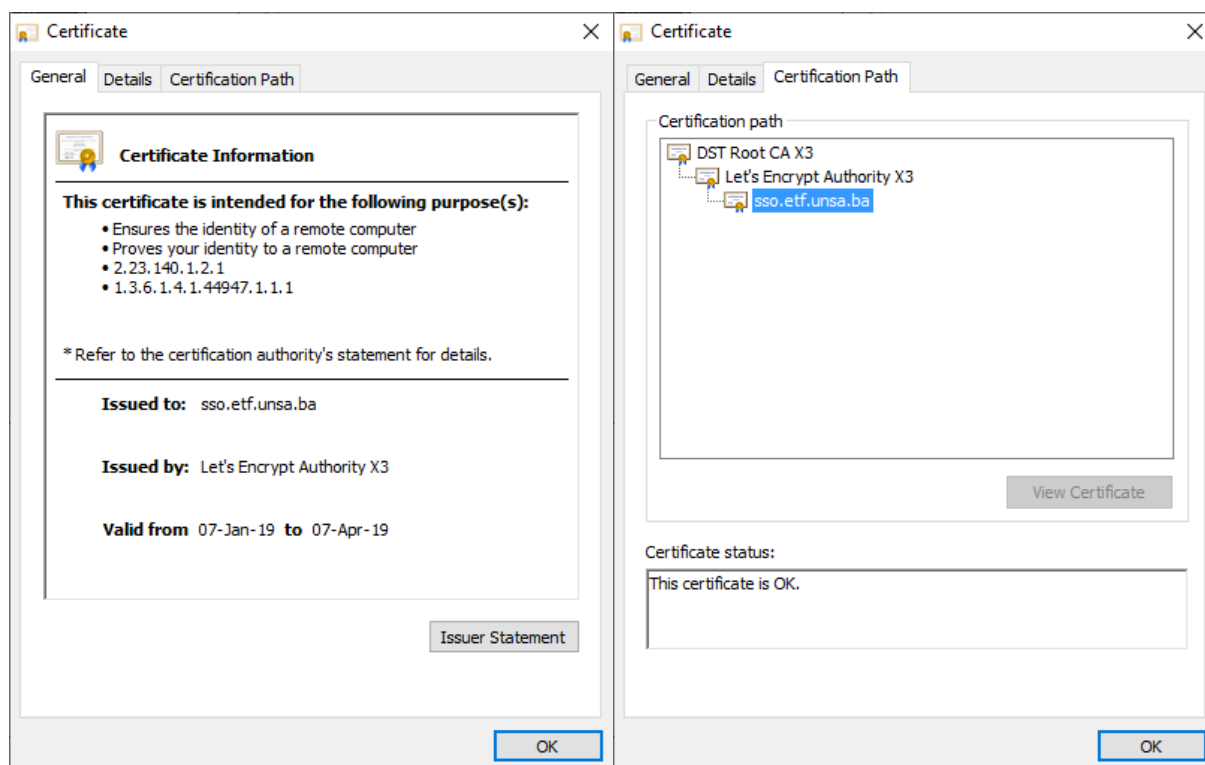 Certificate
General Details Certification Path
Certificate Information
This certificate is intended for the following purpose(s):
• Ensures the identity of a remote computer
• Proves your identity to a remote computer
• 2.23.140.1.2.1
• 1.3.6.1.4.1.44947.1.1.1
* Refer to the certification authority's statement for details.
Issued to: sso.etf.unsa.ba
Issued by: Let's Encrypt Authority X3
Valid from 07-Jan-19 to 07-Apr-19
Issuer Statement
OK
Certificate
General Details Certification Path
Certification path
DST Root CA X3
Let's Encrypt Authority X3
sso.etf.unsa.ba
View Certificate
Certificate status:
This certificate is OK.
OK